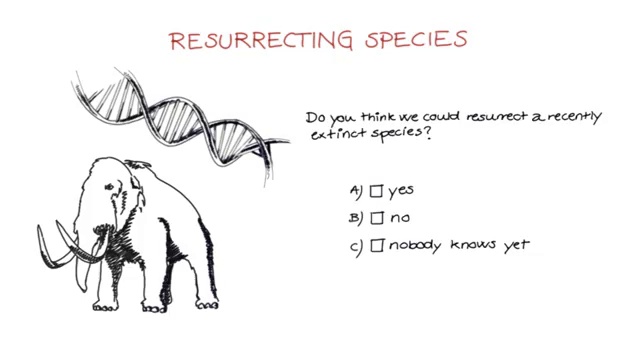 RESURRECTING SPECIES
Do you think we could resurrect a recently
extinct species?
A) yes
B) no
C) nobody knows yet